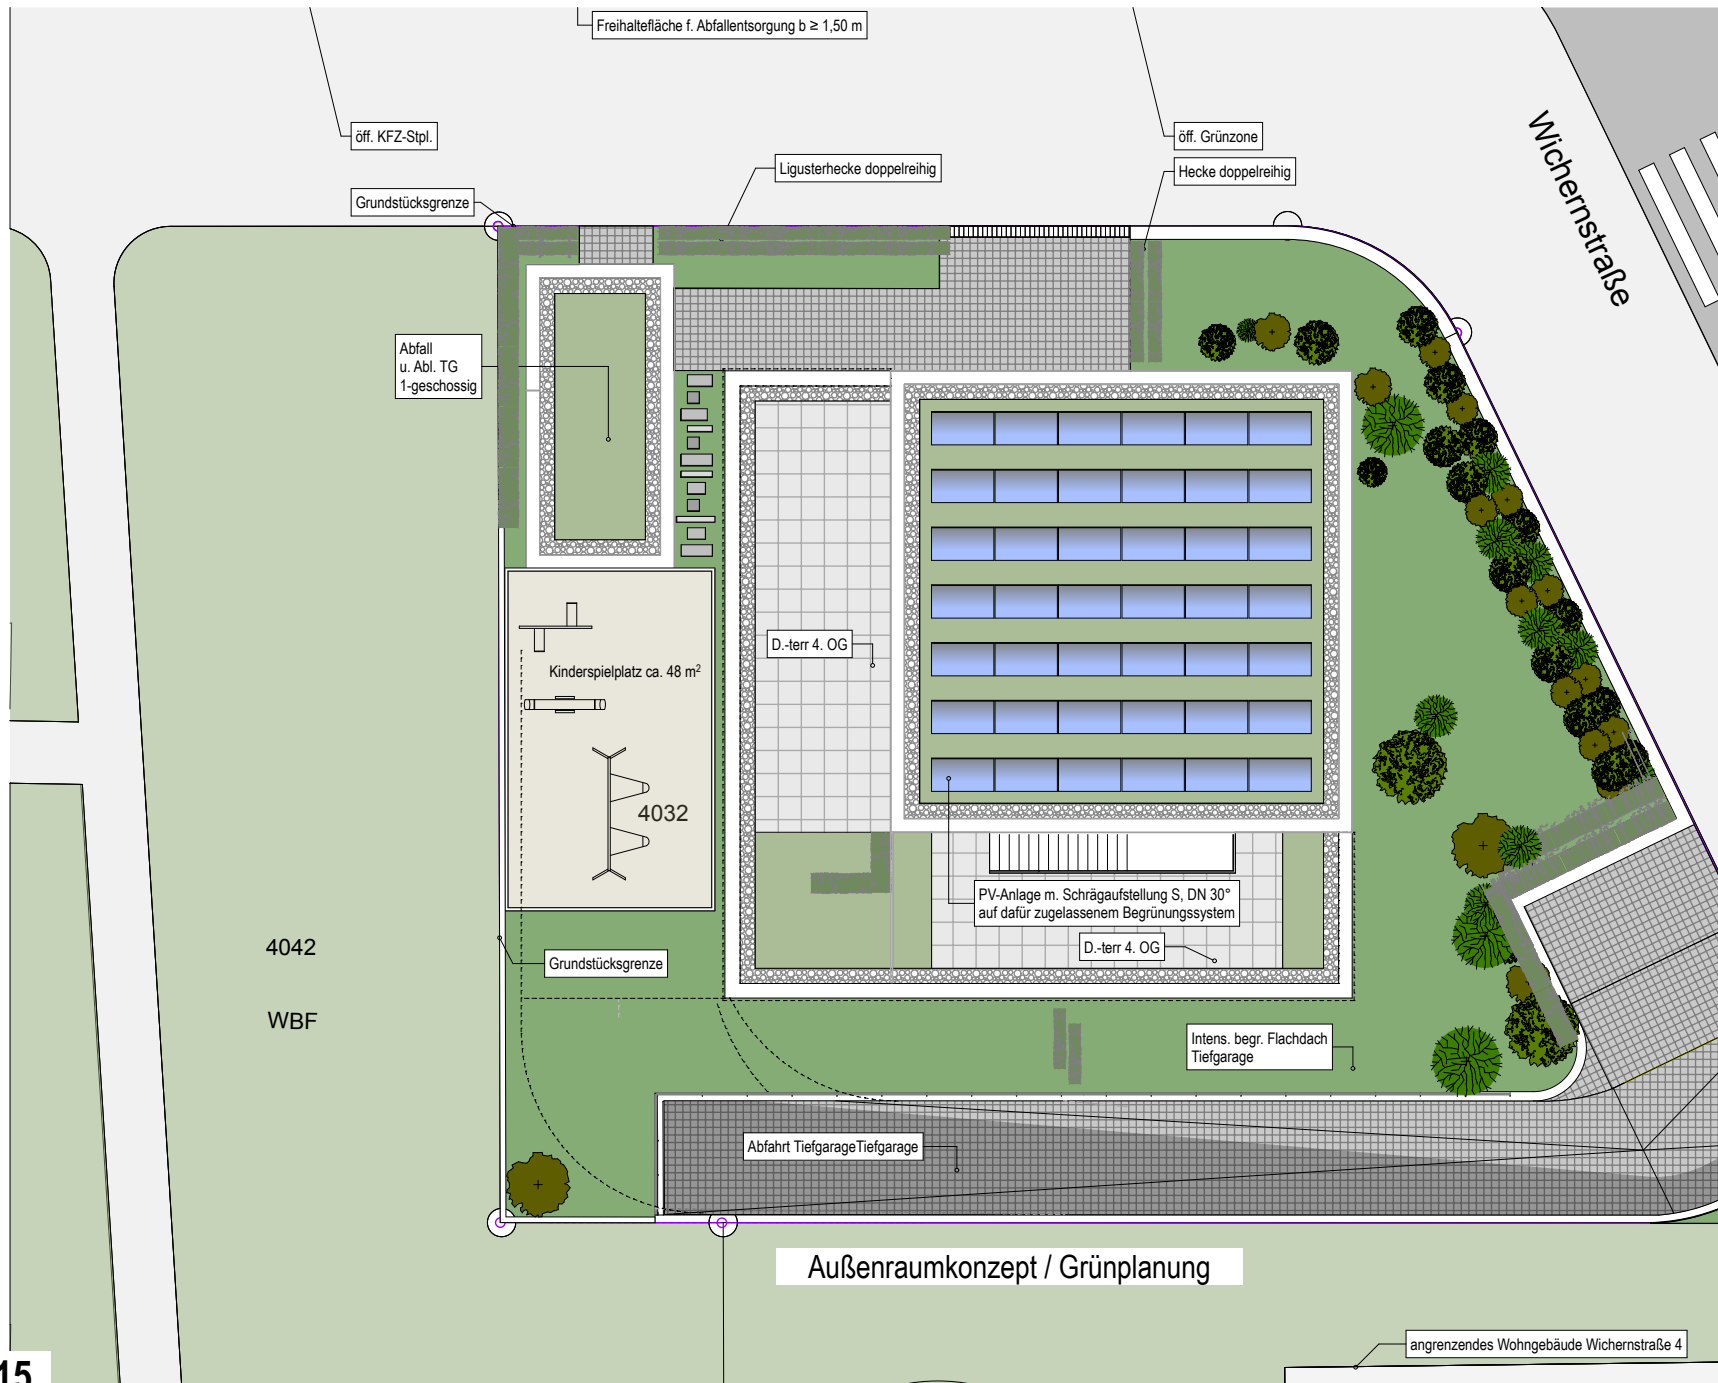 Freihaltefläche f. Abfallentsorgung b ≥ 1,50 m
öff. KFZ-Stpl.
öff. Grünzone
Wichernstraße
Ligusterhecke doppelreihig
Hecke doppelreihig
Grundstücksgrenze
Abfall
u. Abl. TG
1-geschossig
D.-terr 4. OG
Kinderspielplatz ca. 48 m²
4032
PV-Anlage m. Schrägaufstellung S, DN 30°
auf dafür zugelassenem Begrünungssystem
D.-terr 4. OG
4042
Grundstücksgrenze
WBF
Intens. begr. Flachdach
Tiefgarage
Abfahrt TiefgarageTiefgarage
Außenraumkonzept / Grünplanung
angrenzendes Wohngebäude Wichernstraße 4
15